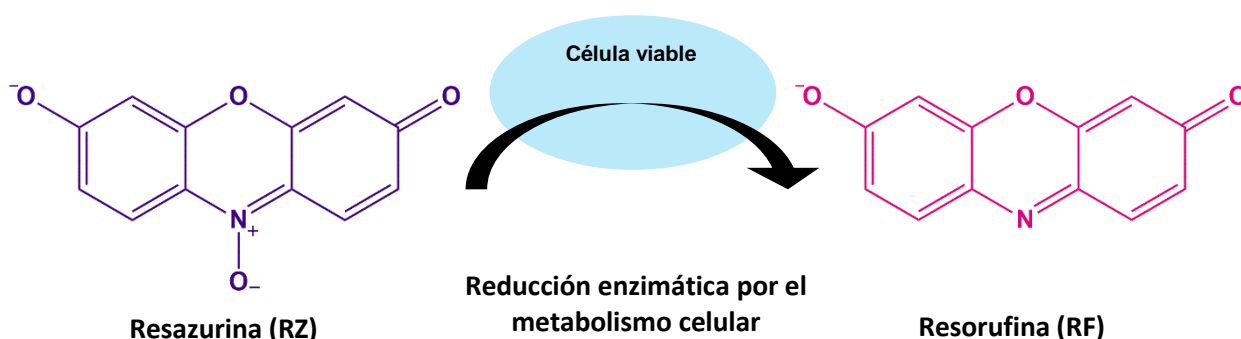 Célula viable
⁻O
O
O
N⁺
O⁻
Resazurina (RZ)
Reducción enzimática por el
metabolismo celular
⁻O
O
O
N
Resorufina (RF)